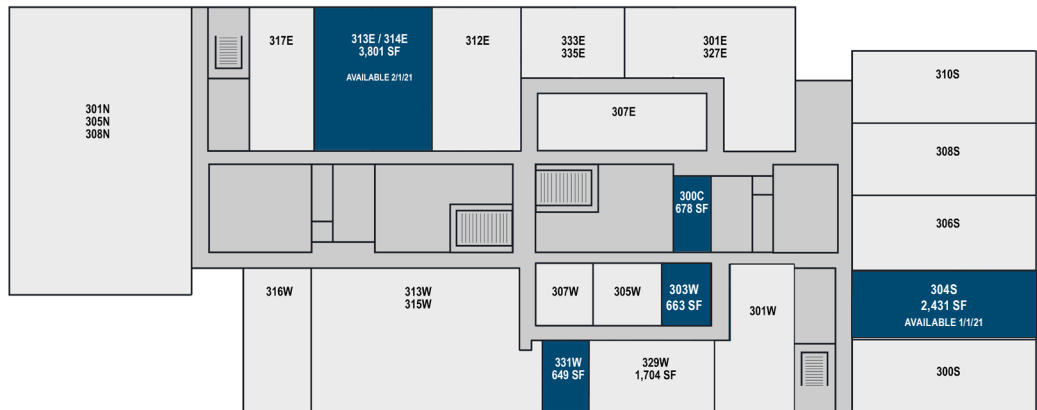 301N
305N
308N
317E
313E / 314E
3,801 SF
AVAILABLE 2/1/21
312E
333E
335E
301E
327E
307E
310S
308S
306S
300C
678 SF
304S
2,431 SF
AVAILABLE 1/1/21
300S
316W
313W
315W
307W
305W
303W
663 SF
301W
331W
649 SF
329W
1,704 SF